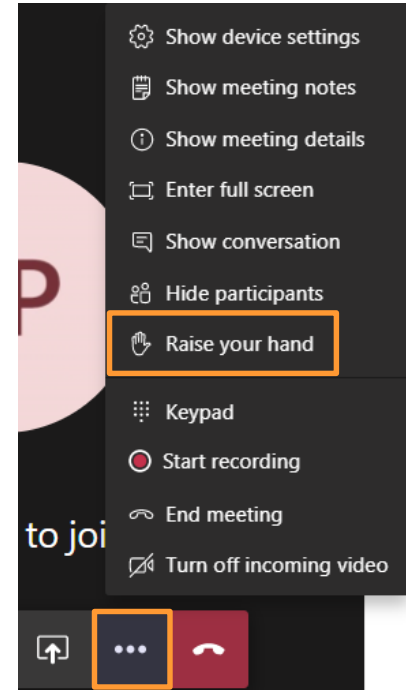 Show device settings
Show meeting notes
Show meeting details
Enter full screen
Show conversation
Hide participants
Raise your hand
Keypad
Start recording
End meeting
Turn off incoming video
P
to joi